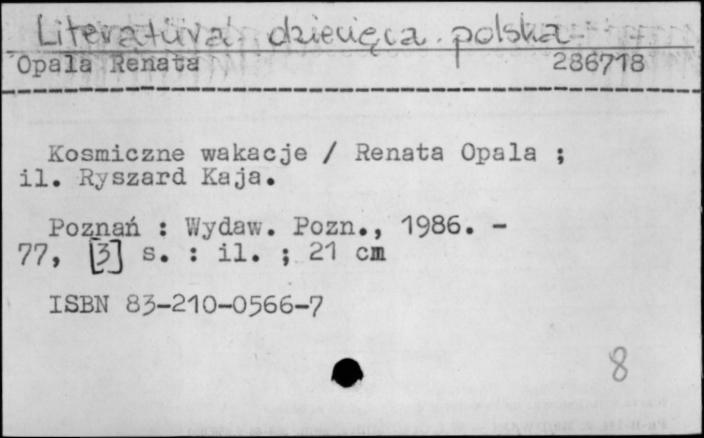 Literatura dziecięca polska
Opala Renata 286718
Kosmiczne wakacje / Renata Opala ;
il. Ryszard Kaja.
Poznań : Wydaw. Pozn., 1986. -
77, [3] s. : il. ; 21 cm
ISBN 83-210-0566-7
8